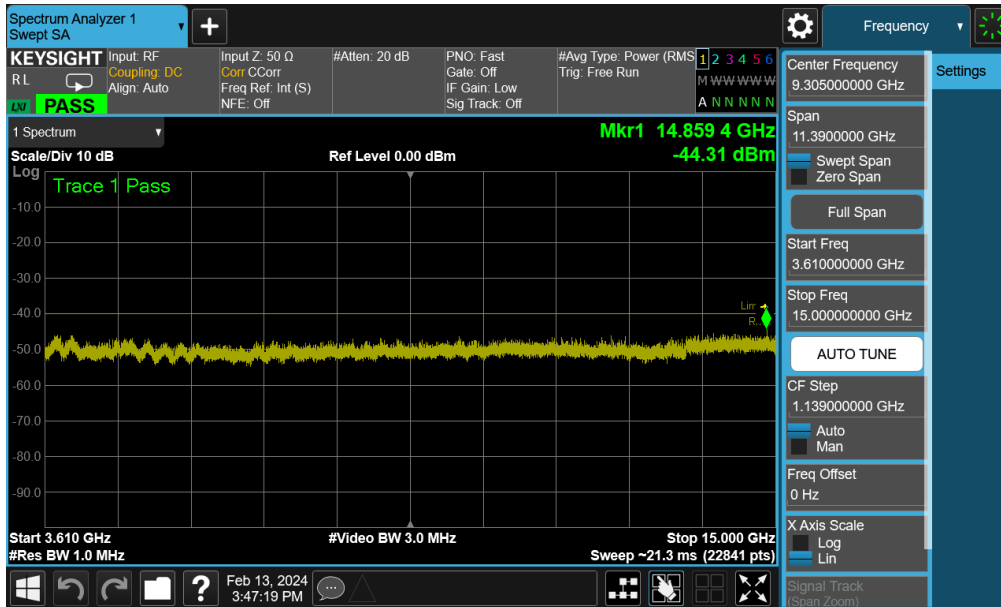 Spectrum Analyzer 1
Swept SA
Frequency
KEYSIGHT
R L
LXI PASS
Input: RF
Coupling: DC
Align: Auto
Input Z: 50 Ω
Corr CCorr
Freq Ref: Int (S)
NFE: Off
#Atten: 20 dB
PNO: Fast
Gate: Off
IF Gain: Low
Sig Track: Off
#Avg Type: Power (RMS
Trig: Free Run
1 2 3 4 5 6
M W W W W W
A N N N N N
1 Spectrum
Mkr1 14.859 4 GHz
Scale/Div 10 dB
Ref Level 0.00 dBm
-44.31 dBm
Log
Trace 1 Pass
-10.0
-20.0
-30.0
-40.0
-50.0
-60.0
-70.0
-80.0
-90.0
R..
Start 3.610 GHz
#Video BW 3.0 MHz
Stop 15.000 GHz
#Res BW 1.0 MHz
Sweep ~21.3 ms (22841 pts)
Center Frequency
9.305000000 GHz
Settings
Span
11.3900000 GHz
Swept Span
Zero Span
Full Span
Start Freq
3.610000000 GHz
Stop Freq
15.000000000 GHz
AUTO TUNE
CF Step
1.139000000 GHz
Auto
Man
Freq Offset
0 Hz
X Axis Scale
Log
Lin
Signal Track
(Span Zoom)
?
Feb 13, 2024
3:47:19 PM